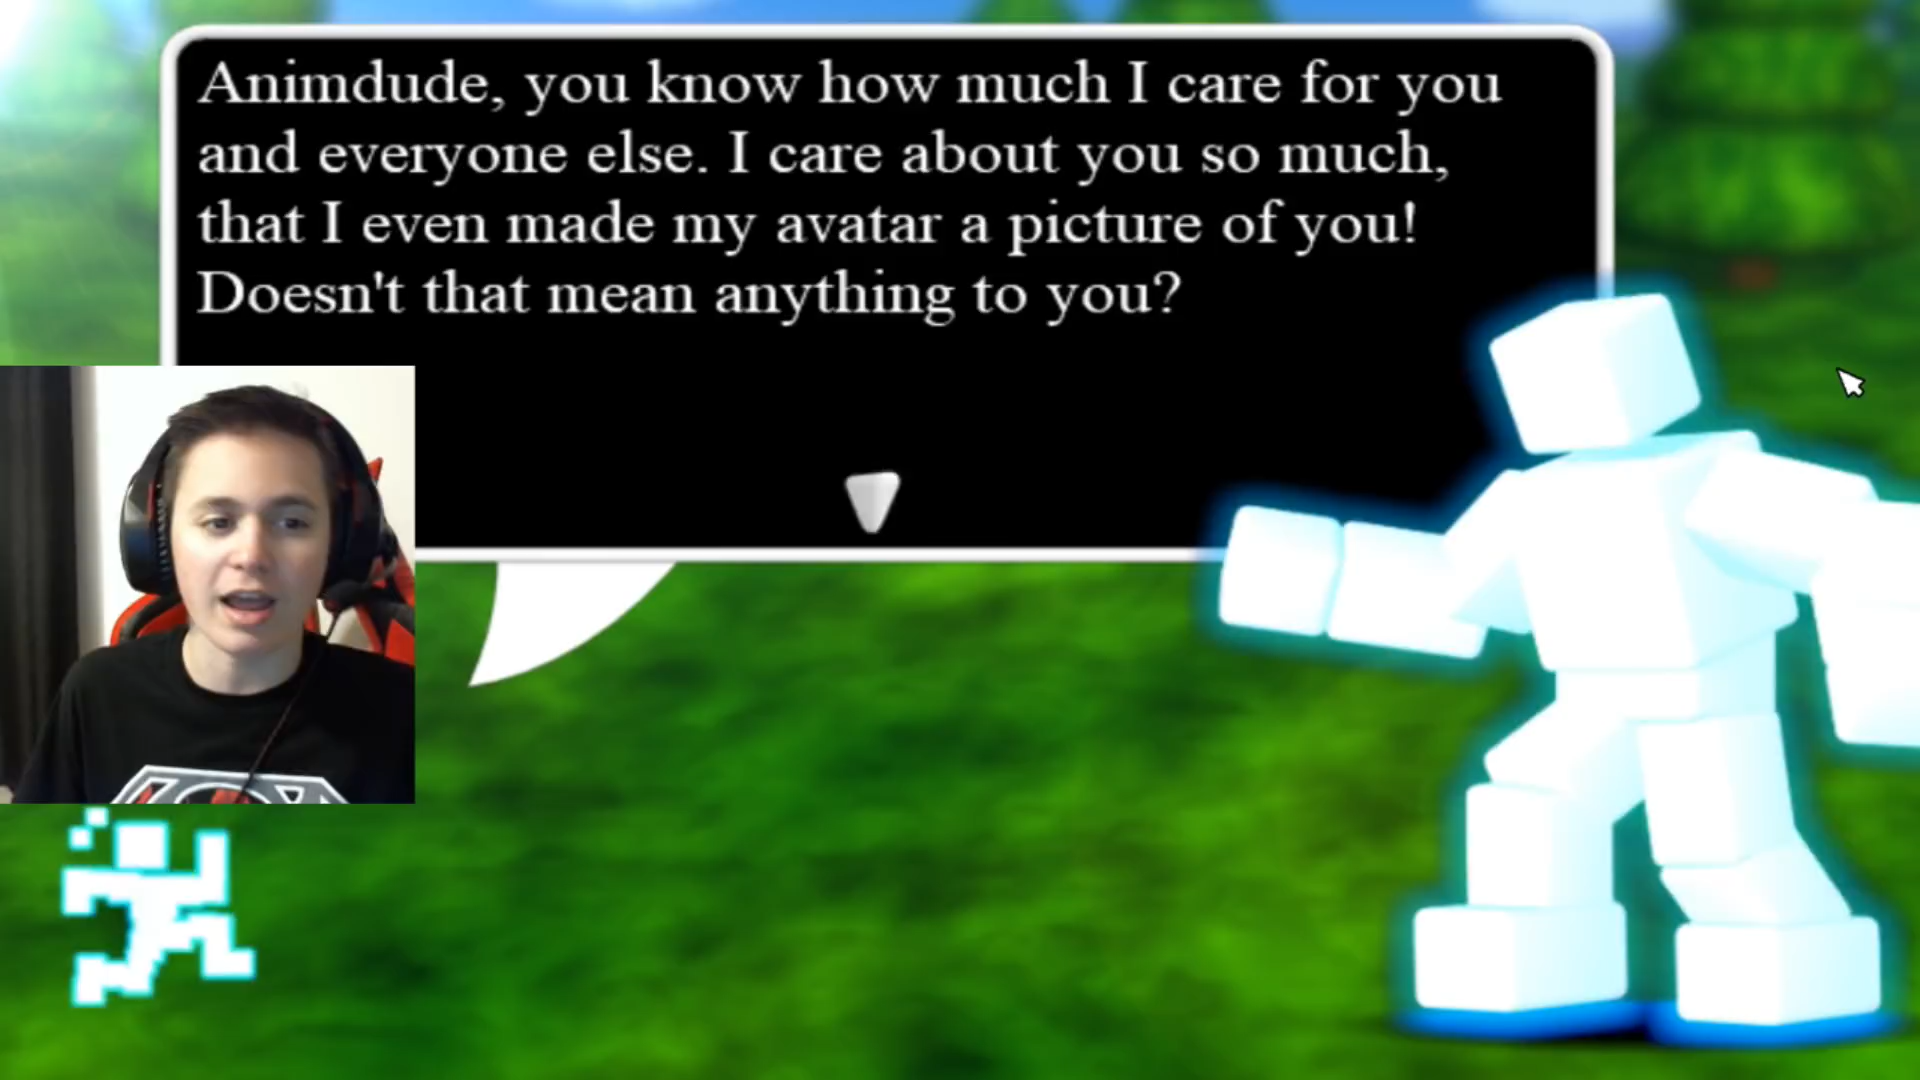 Animdude, you know how much I care for you
and everyone else. I care about you so much,
that I even made my avatar a picture of you!
Doesn't that mean anything to you?